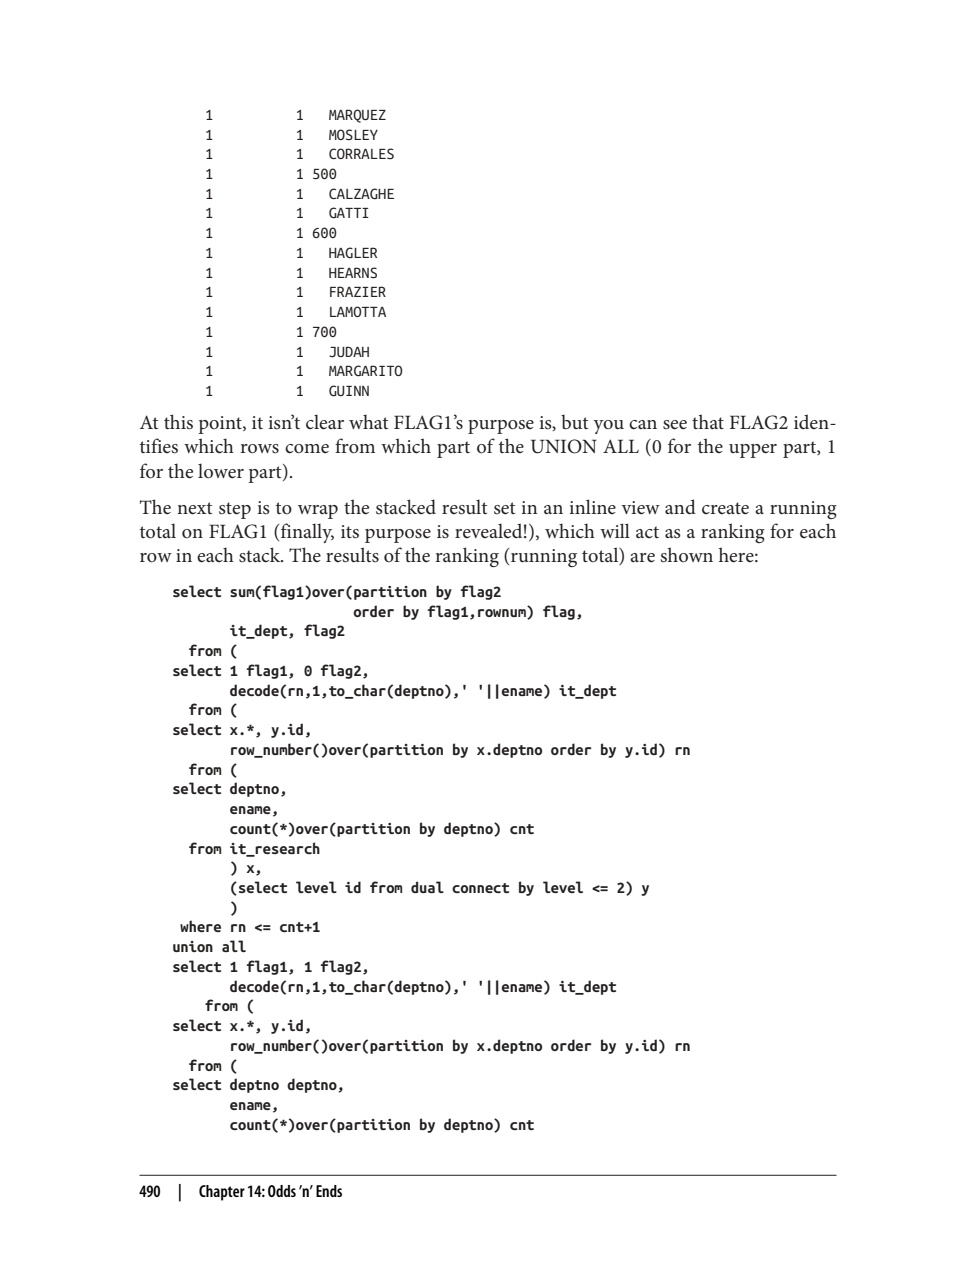 1 1 MARQUEZ
1 1 MOSLEY
1 1 CORRALES
1 1 500
1 1 CALZAGHE
1 1 GATTI
1 1 600
1 1 HAGLER
1 1 HEARNS
1 1 FRAZIER
1 1 LAMOTTA
1 1 700
1 1 JUDAH
1 1 MARGARITO
1 1 GUINN
At this point, it isn’t clear what FLAG1’s purpose is, but you can see that FLAG2 iden-
tifies which rows come from which part of the UNION ALL (0 for the upper part, 1
for the lower part).
The next step is to wrap the stacked result set in an inline view and create a running
total on FLAG1 (finally, its purpose is revealed!), which will act as a ranking for each
row in each stack. The results of the ranking (running total) are shown here:
select sum(flag1)over(partition by flag2
order by flag1,rownum) flag,
it_dept, flag2
from (
select 1 flag1, 0 flag2,
decode(rn,1,to_char(deptno),' '||ename) it_dept
from (
select x.*, y.id,
row_number()over(partition by x.deptno order by y.id) rn
from (
select deptno,
ename,
count(*)over(partition by deptno) cnt
from it_research
) x,
(select level id from dual connect by level <= 2) y
)
where rn <= cnt+1
union all
select 1 flag1, 1 flag2,
decode(rn,1,to_char(deptno),' '||ename) it_dept
from (
select x.*, y.id,
row_number()over(partition by x.deptno order by y.id) rn
from (
select deptno deptno,
ename,
count(*)over(partition by deptno) cnt
490 | Chapter 14: Odds ’n’ Ends